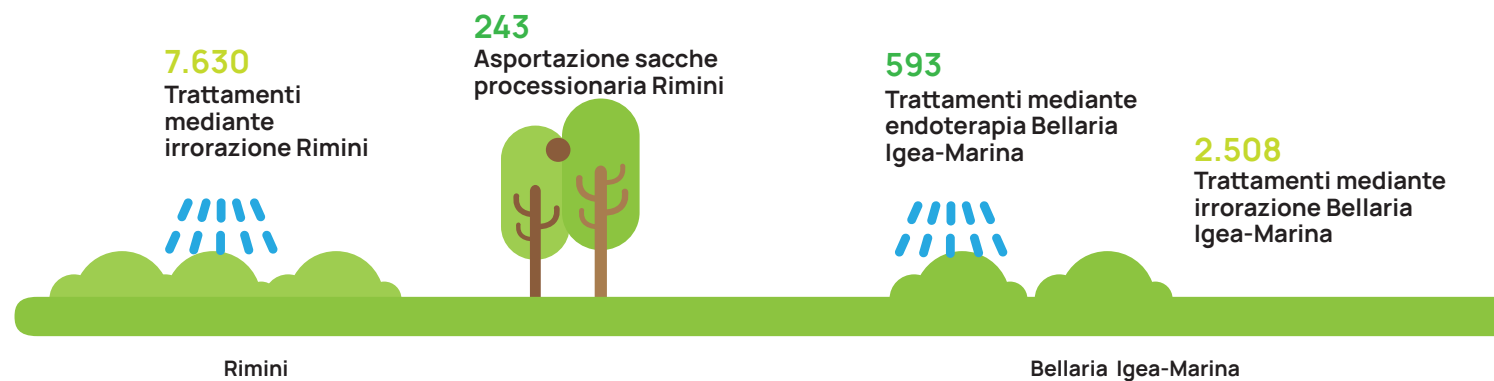 7.630
Trattamenti
mediante
irrorazione Rimini
243
Asportazione sacche
processionaria Rimini
593
Trattamenti mediante
endoterapia Bellaria
Igea-Marina
2.508
Trattamenti mediante
irrorazione Bellaria
Igea-Marina
Rimini
Bellaria Igea-Marina